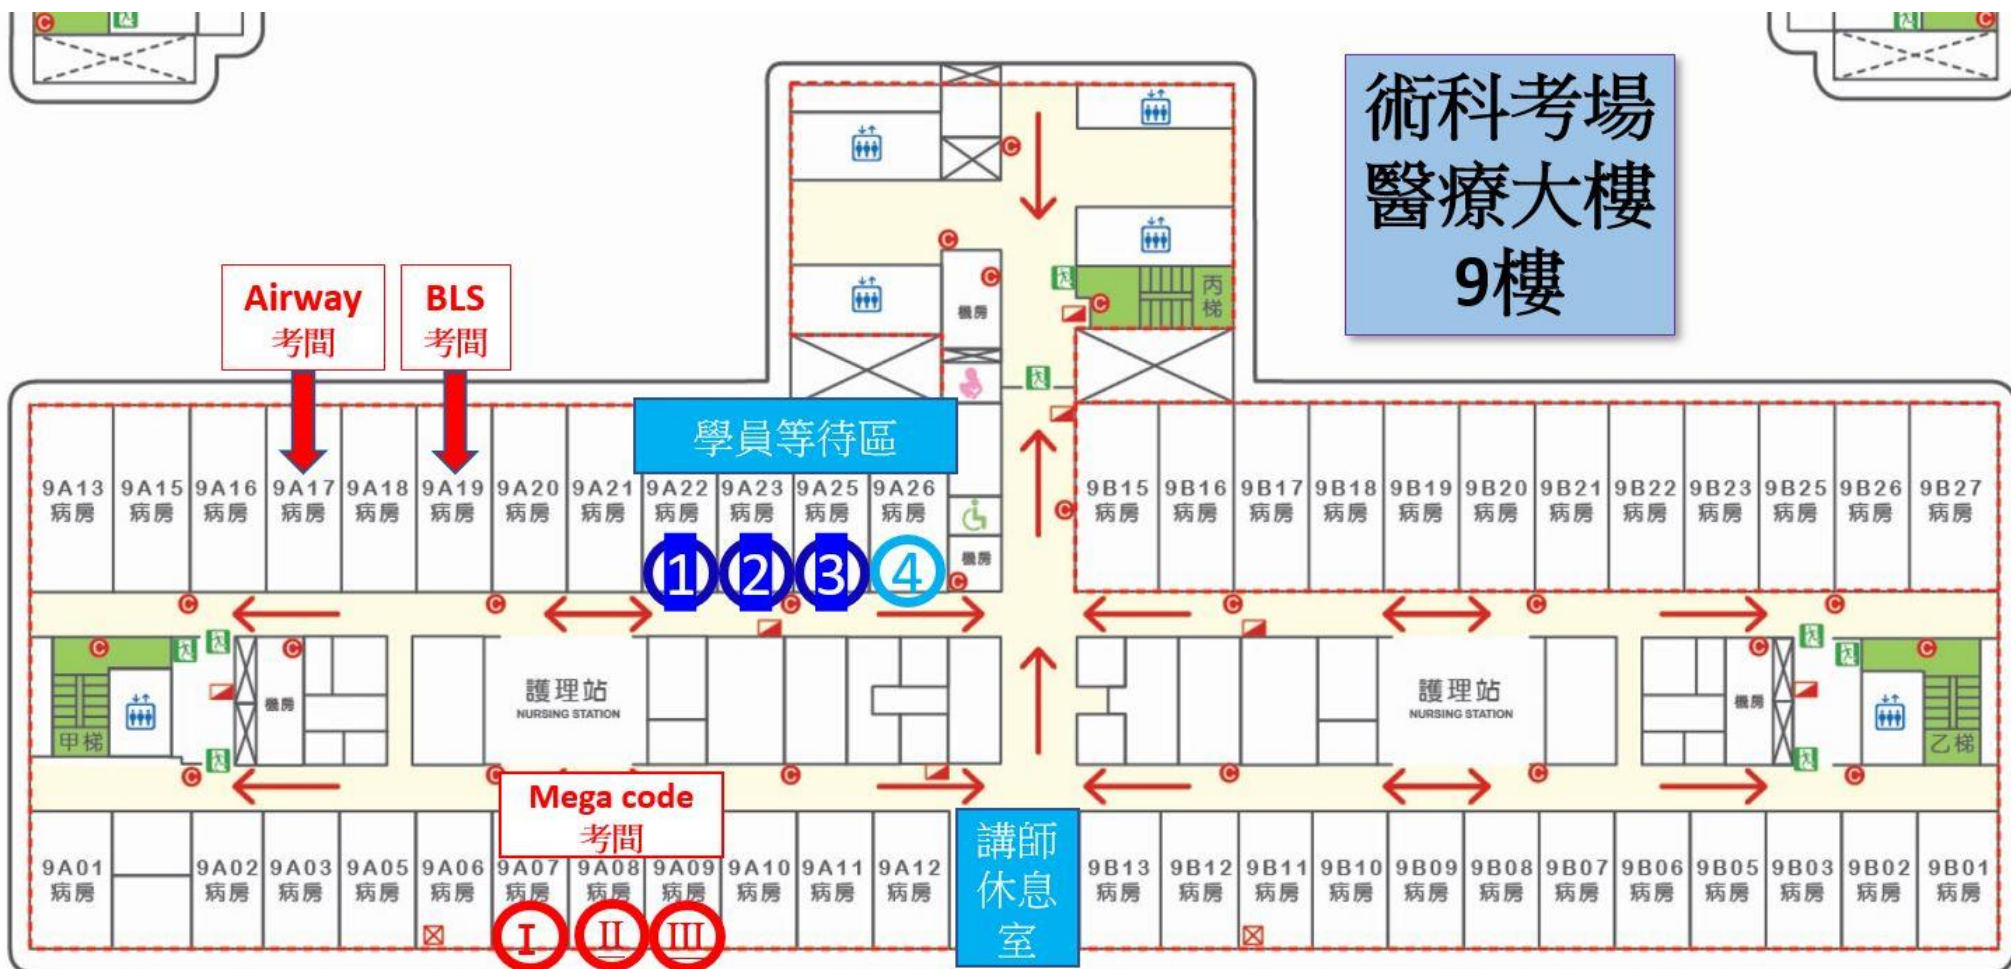 術科考場
醫療大樓
9樓
丙
梯
機房
Airway
考間
BLS
考間
學員等待區
9A13
病房
9A15
病房
9A16
病房
9A17
病房
9A18
病房
9A19
病房
9A20
病房
9A21
病房
9A22
病房
9A23
病房
9A25
病房
9A26
病房
9B15
病房
9B16
病房
9B17
病房
9B18
病房
9B19
病房
9B20
病房
9B21
病房
9B22
病房
9B23
病房
9B25
病房
9B26
病房
9B27
病房
1
2
3
4
機房
甲梯
機房
護理站
NURSING STATION
護理站
NURSING STATION
機房
乙梯
Mega code
考間
9A01
病房
9A02
病房
9A03
病房
9A05
病房
9A06
病房
9A07
病房
9A08
病房
9A09
病房
9A10
病房
9A11
病房
9A12
病房
I
II
III
講師
休息
室
9B13
病房
9B12
病房
9B11
病房
9B10
病房
9B09
病房
9B08
病房
9B07
病房
9B06
病房
9B05
病房
9B03
病房
9B02
病房
9B01
病房